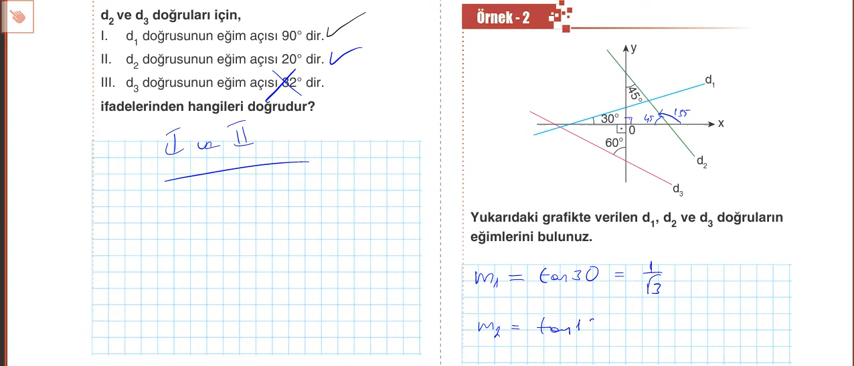 d2 ve d3 doğruları için,
I. d1 doğrusunun eğim açısı 90° dir.
II. d2 doğrusunun eğim açısı 20° dir.
III. d3 doğrusunun eğim açısı 82° dir.
ifadelerinden hangileri doğrudur?
I ve II
Örnek - 2
y
d1
45°
30°
45
135
x
0
60°
d2
d3
Yukarıdaki grafikte verilen d1, d2 ve d3 doğruların
eğimlerini bulunuz.
m1 = tan30 = 1/√3
m2 = tan1